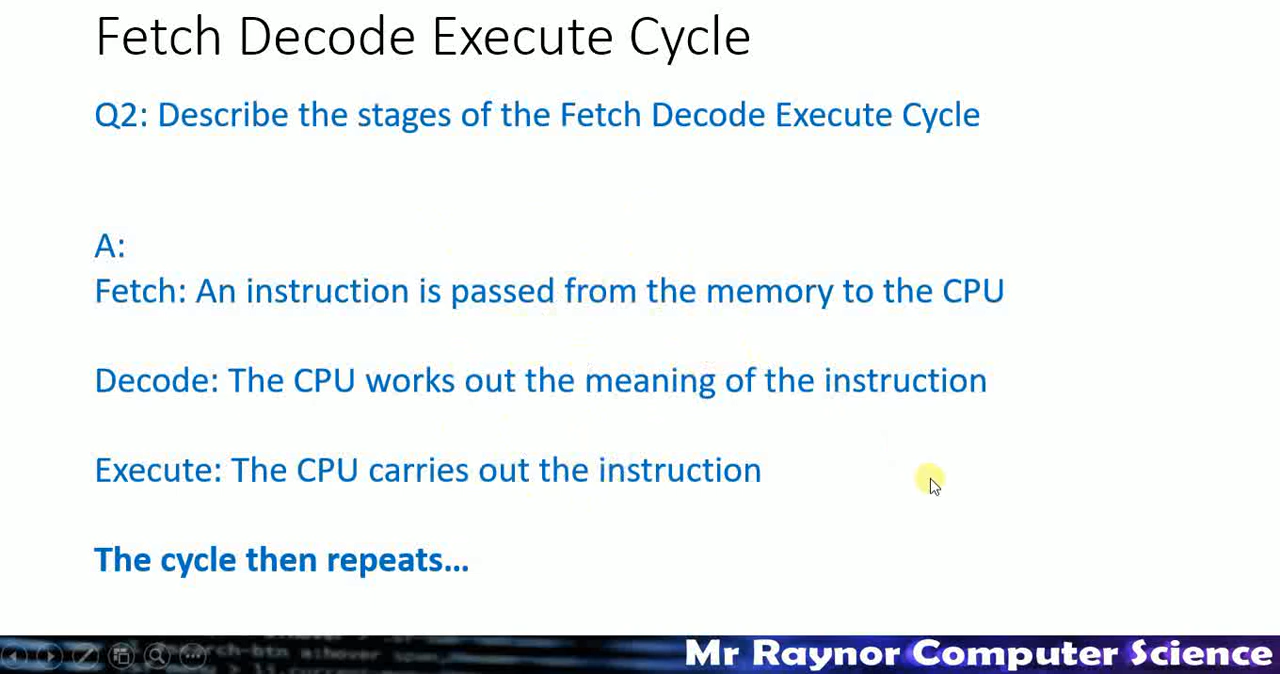 Fetch Decode Execute Cycle
Q2: Describe the stages of the Fetch Decode Execute Cycle
A:
Fetch: An instruction is passed from the memory to the CPU
Decode: The CPU works out the meaning of the instruction
Execute: The CPU carries out the instruction
The cycle then repeats...
Mr Raynor Computer Science